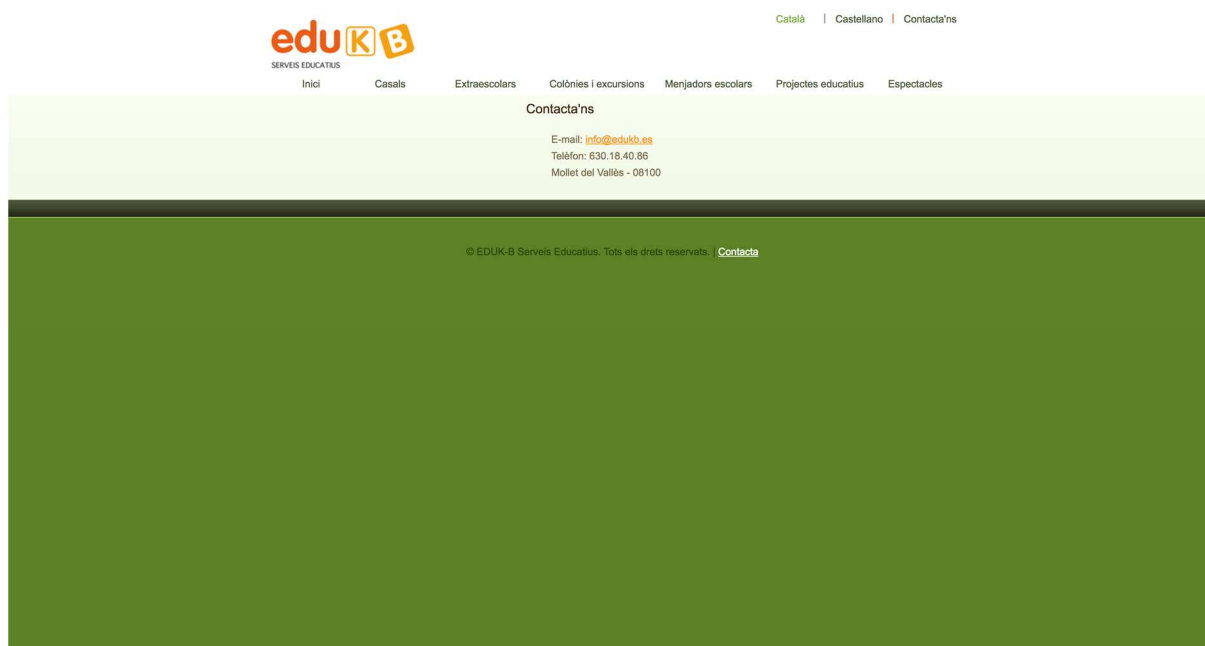 Català | Castellano | Contacta'ns
eduKB
SERVEIS EDUCATIUS
Inici Casals Extraescolars Colònies i excursions Menjadors escolars Projectes educatius Espectacles
Contacta'ns
E-mail: info@edukb.es
Telèfon: 630.18.40.86
Mollet del Vallès - 08100
© EDUK-B Serveis Educatius. Tots els drets reservats. | Contacta